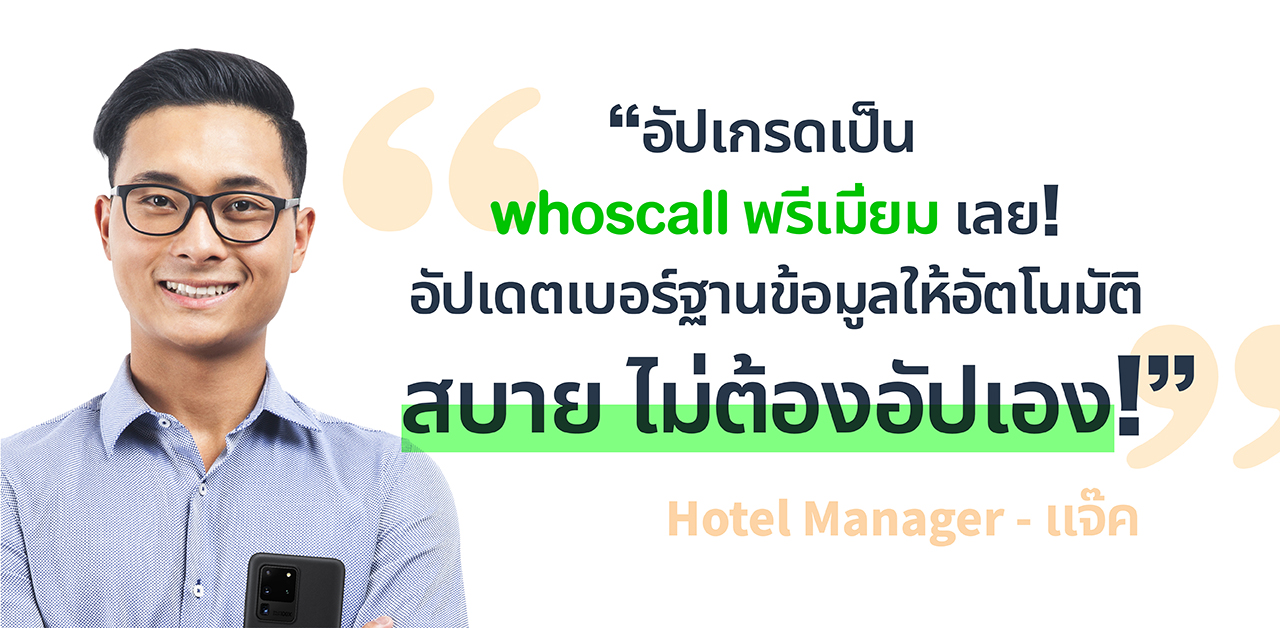 “อัปเกรดเป็น
whoscall พรีเมียม เลย!
อัปเดตเบอร์ฐานข้อมูลให้อัตโนมัติ
สบาย ไม่ต้องอัปเอง!”
Hotel Manager - แจ๊ค